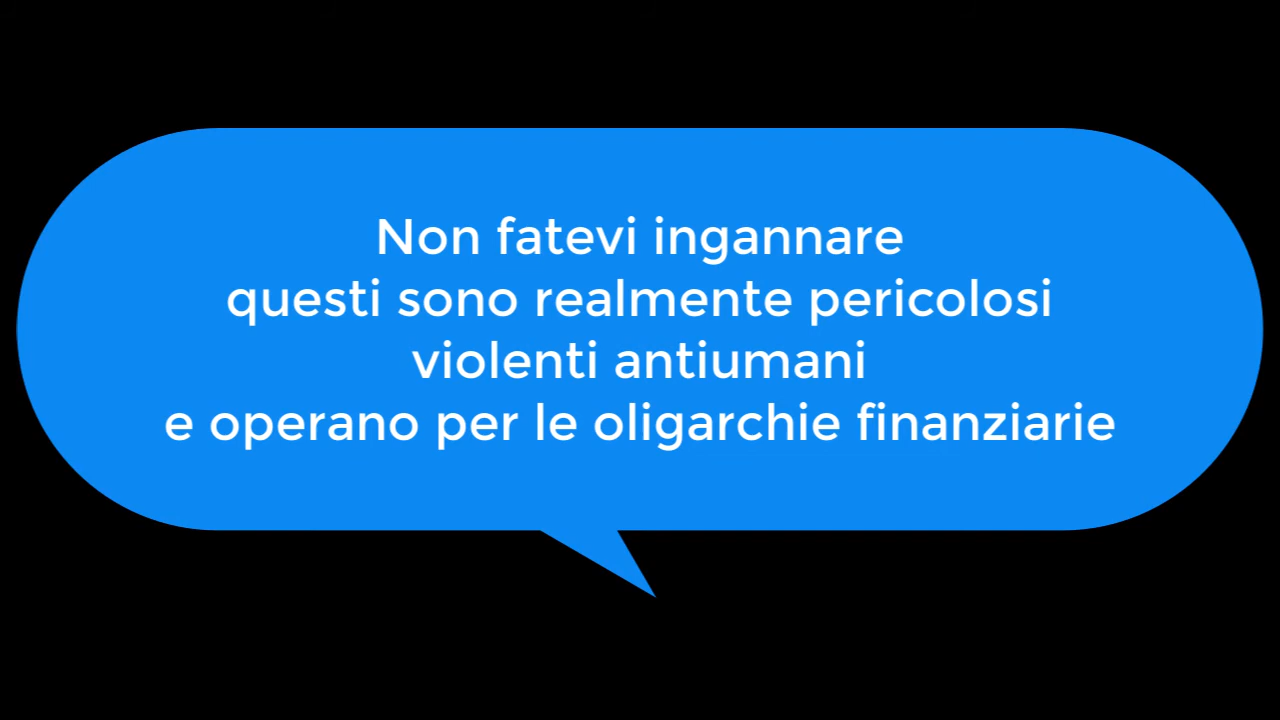 Non fatevi ingannare
questi sono realmente pericolosi
violenti antiumani
e operano per le oligarchie finanziarie